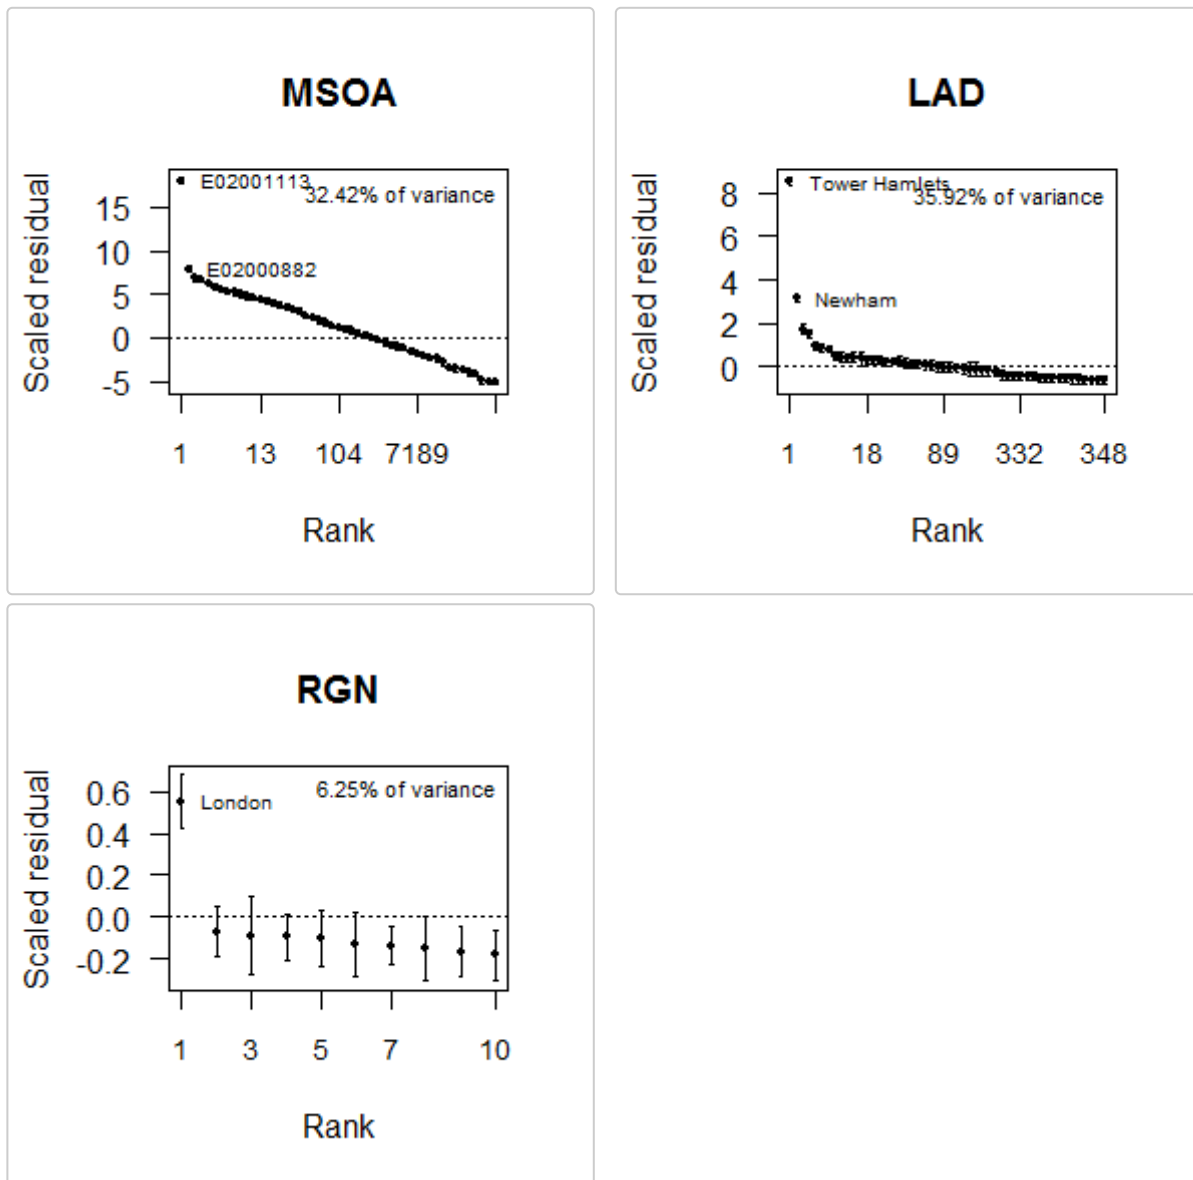 MSOA
Scaled residual
15
10
5
0
-5
E02001113
32.42% of variance
E02000882
1 13 104 7189
Rank
LAD
Scaled residual
8
6
4
2
0
Tower Hamlets
35.92% of variance
Newham
1 18 89 332 348
Rank
RGN
Scaled residual
0.6
0.4
0.2
0.0
-0.2
6.25% of variance
London
1 3 5 7 10
Rank